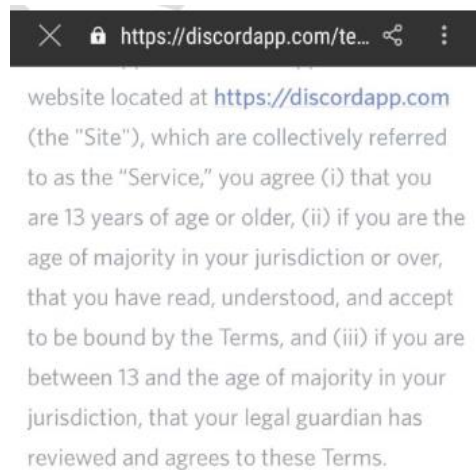 https://discordapp.com/te...
website located at https://discordapp.com
(the "Site"), which are collectively referred
to as the “Service,” you agree (i) that you
are 13 years of age or older, (ii) if you are the
age of majority in your jurisdiction or over,
that you have read, understood, and accept
to be bound by the Terms, and (iii) if you are
between 13 and the age of majority in your
jurisdiction, that your legal guardian has
reviewed and agrees to these Terms.